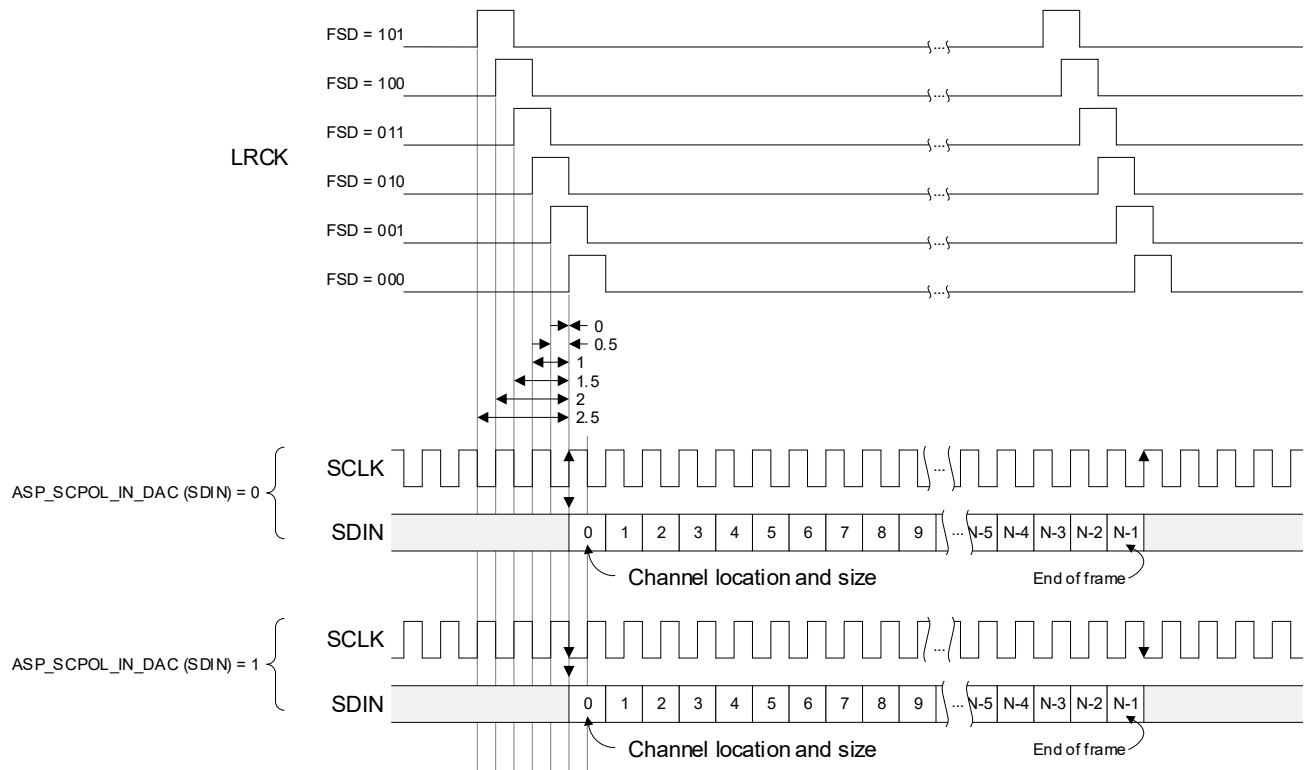 FSD = 101
...
FSD = 100
...
FSD = 011
...
LRCK
FSD = 010
...
FSD = 001
...
FSD = 000
...
0
0.5
1
1.5
2
2.5
ASP_SCPOL_IN_DAC (SDIN) = 0
SCLK
...
SDIN
0 1 2 3 4 5 6 7 8 9 ... N-5 N-4 N-3 N-2 N-1
Channel location and size
End of frame
ASP_SCPOL_IN_DAC (SDIN) = 1
SCLK
...
SDIN
0 1 2 3 4 5 6 7 8 9 ... N-5 N-4 N-3 N-2 N-1
Channel location and size
End of frame